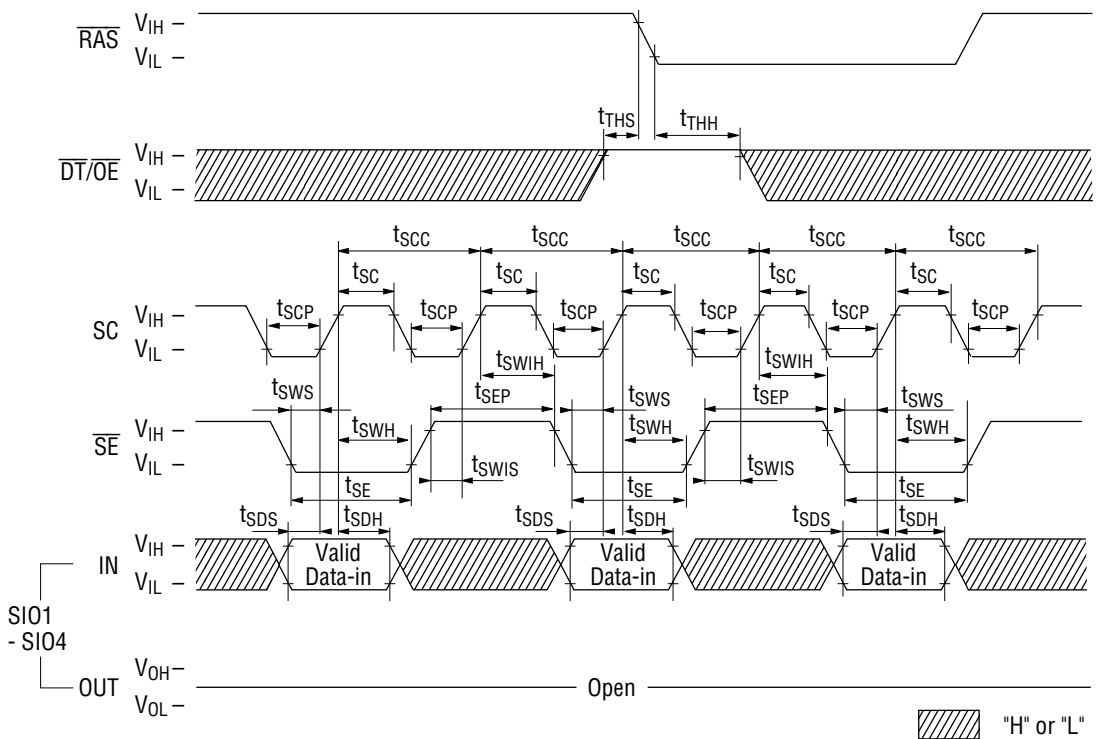 RAS VIH –
VIL –
tTHS tTHH
DT/OE VIH –
VIL –
tSCC tSCC tSCC tSCC tSCC
tSC tSC tSC tSC tSC
SC VIH –
VIL –
tSCP tSCP tSCP tSCP tSCP tSCP
tSWIH tSWIH
tSWS tSEP tSWS tSEP tSWS
SE VIH –
VIL –
tSWH tSWH tSWH
tSWIS tSWIS
tSE tSE tSE
tSDS tSDH tSDS tSDH tSDS tSDH
IN VIH –
VIL –
Valid Data-in
Valid Data-in
Valid Data-in
SIO1
- SIO4
OUT VOH –
VOL –
Open
"H" or "L"